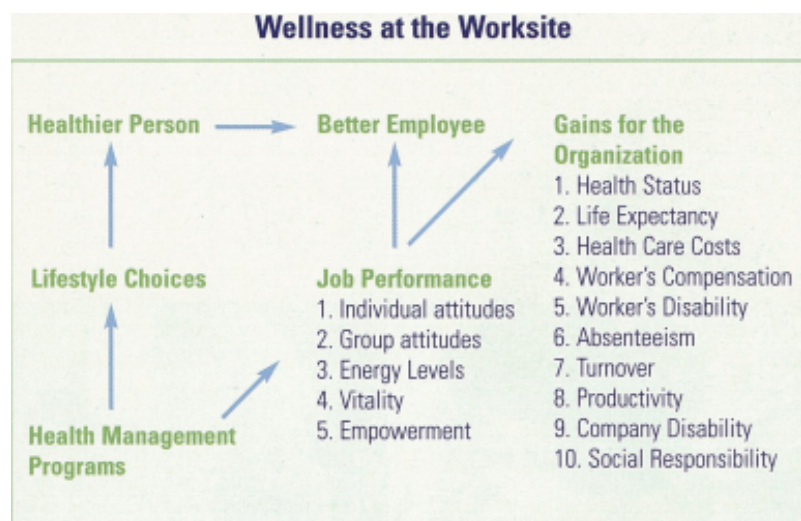 Wellness at the Worksite
Healthier Person
Better Employee
Gains for the
Organization
1. Health Status
2. Life Expectancy
3. Health Care Costs
4. Worker's Compensation
5. Worker's Disability
6. Absenteeism
7. Turnover
8. Productivity
9. Company Disability
10. Social Responsibility
Lifestyle Choices
Job Performance
1. Individual attitudes
2. Group attitudes
3. Energy Levels
4. Vitality
5. Empowerment
Health Management
Programs